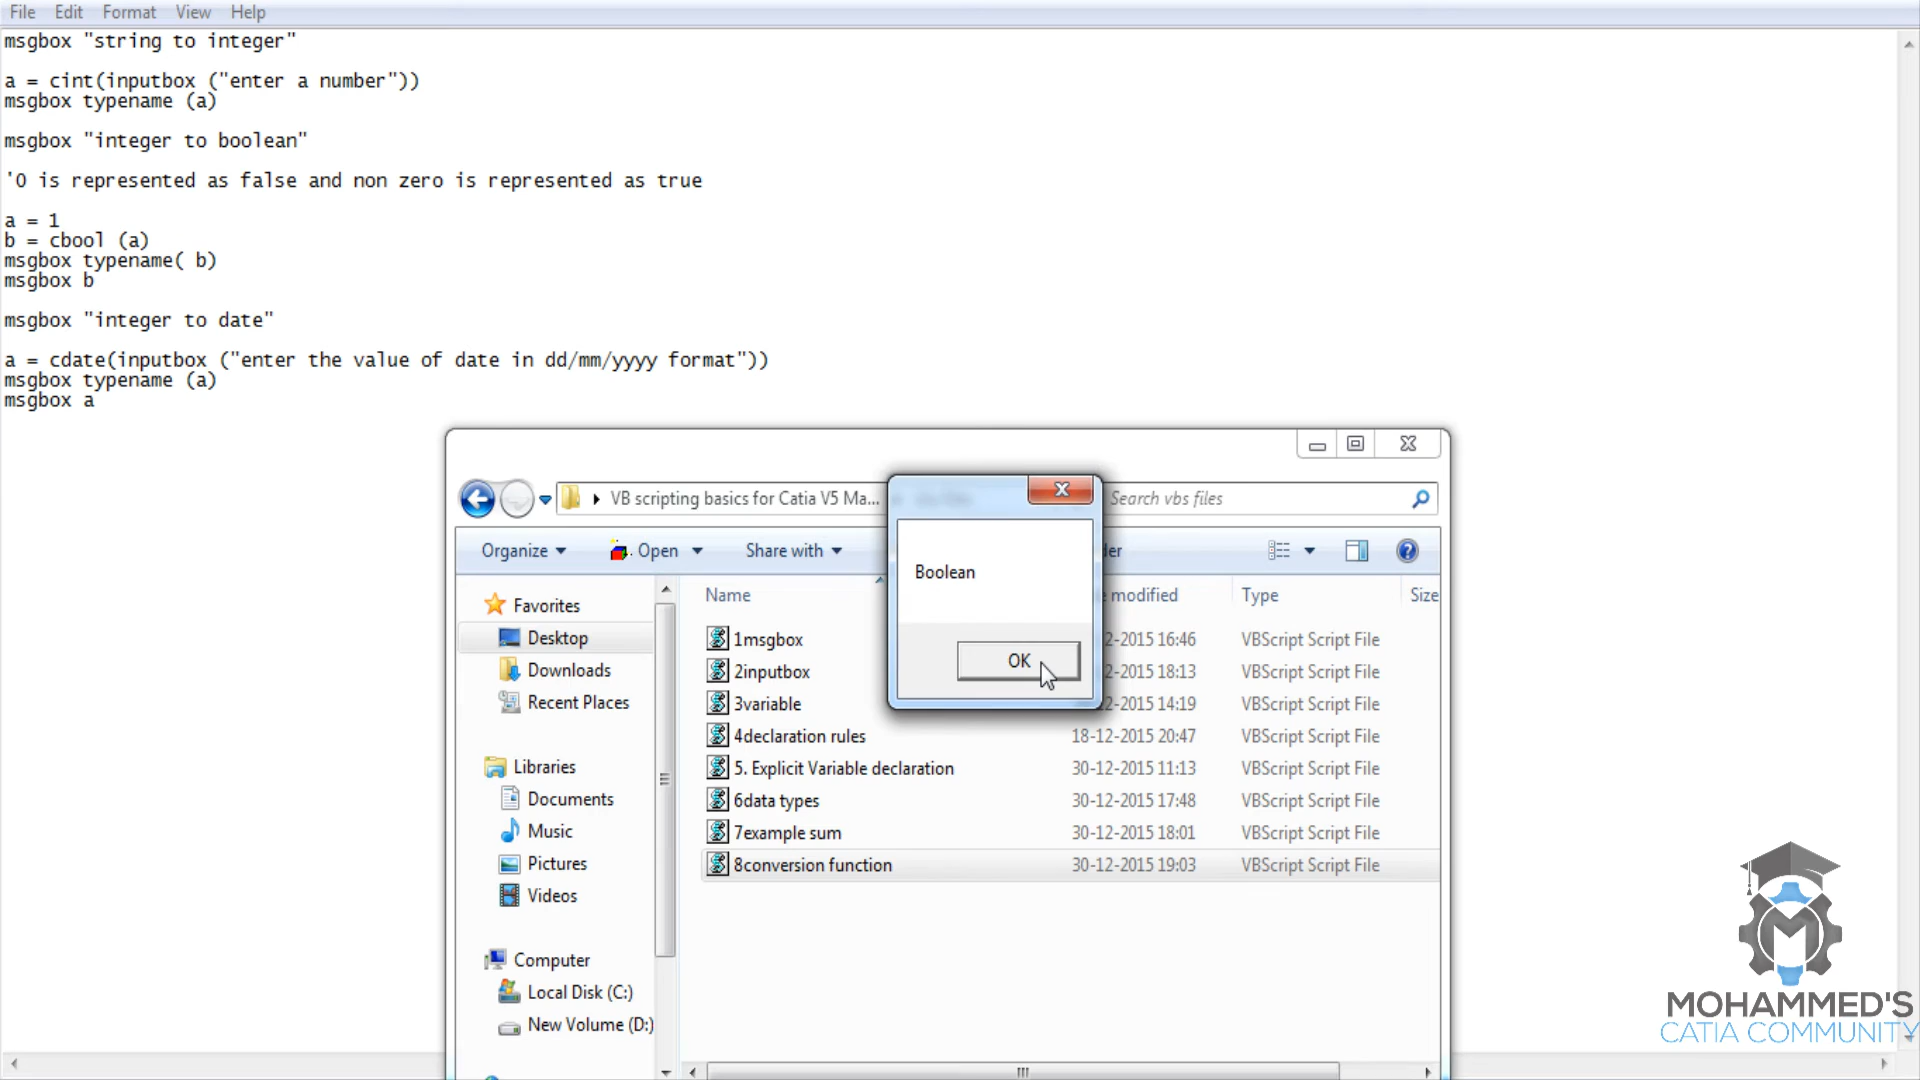 File Edit Format View Help
msgbox "string to integer"
a = cint(inputbox ("enter a number"))
msgbox typename (a)
msgbox "integer to boolean"
'0 is represented as false and non zero is represented as true
a = 1
b = cbool (a)
msgbox typename( b)
msgbox b
msgbox "integer to date"
a = cdate(inputbox ("enter the value of date in dd/mm/yyyy format"))
msgbox typename (a)
msgbox a
VB scripting basics for Catia V5 Ma...
Search vbs files
Organize Open Share with
Boolean
OK
Name modified Type Size
Favorites
Desktop
Downloads
Recent Places
Libraries
Documents
Music
Pictures
Videos
Computer
Local Disk (C:)
New Volume (D:)
1msgbox -2015 16:46 VBScript Script File
2inputbox -2015 18:13 VBScript Script File
3variable -2015 14:19 VBScript Script File
4declaration rules 18-12-2015 20:47 VBScript Script File
5. Explicit Variable declaration 30-12-2015 11:13 VBScript Script File
6data types 30-12-2015 17:48 VBScript Script File
7example sum 30-12-2015 18:01 VBScript Script File
8conversion function 30-12-2015 19:03 VBScript Script File
MOHAMMED'S
CATIA COMMUNITY